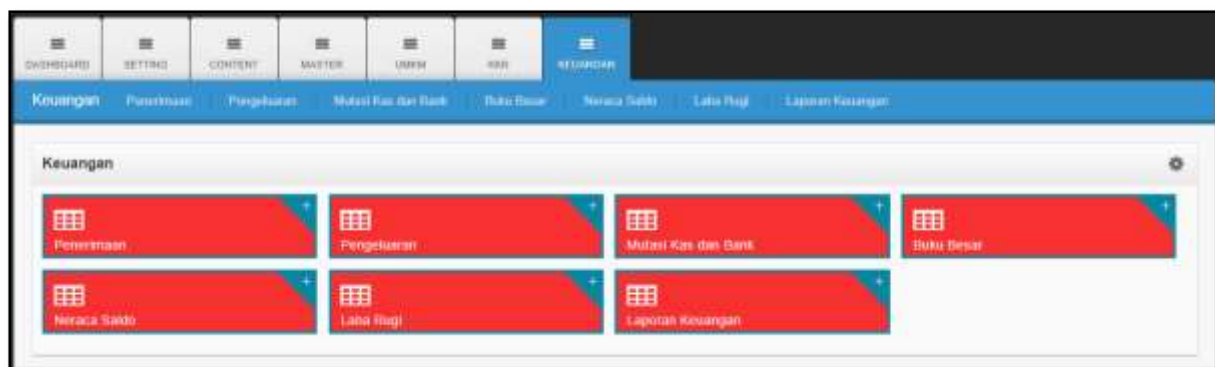 DASHBOARD SETTING CONTENT MASTER UMKM KKR KEUANGAN
Keuangan Penerimaan Pengeluaran Mutasi Kas dan Bank Buku Besar Neraca Saldo Laba Rugi Laporan Keuangan
Keuangan
Penerimaan Pengeluaran Mutasi Kas dan Bank Buku Besar
Neraca Saldo Laba Rugi Laporan Keuangan